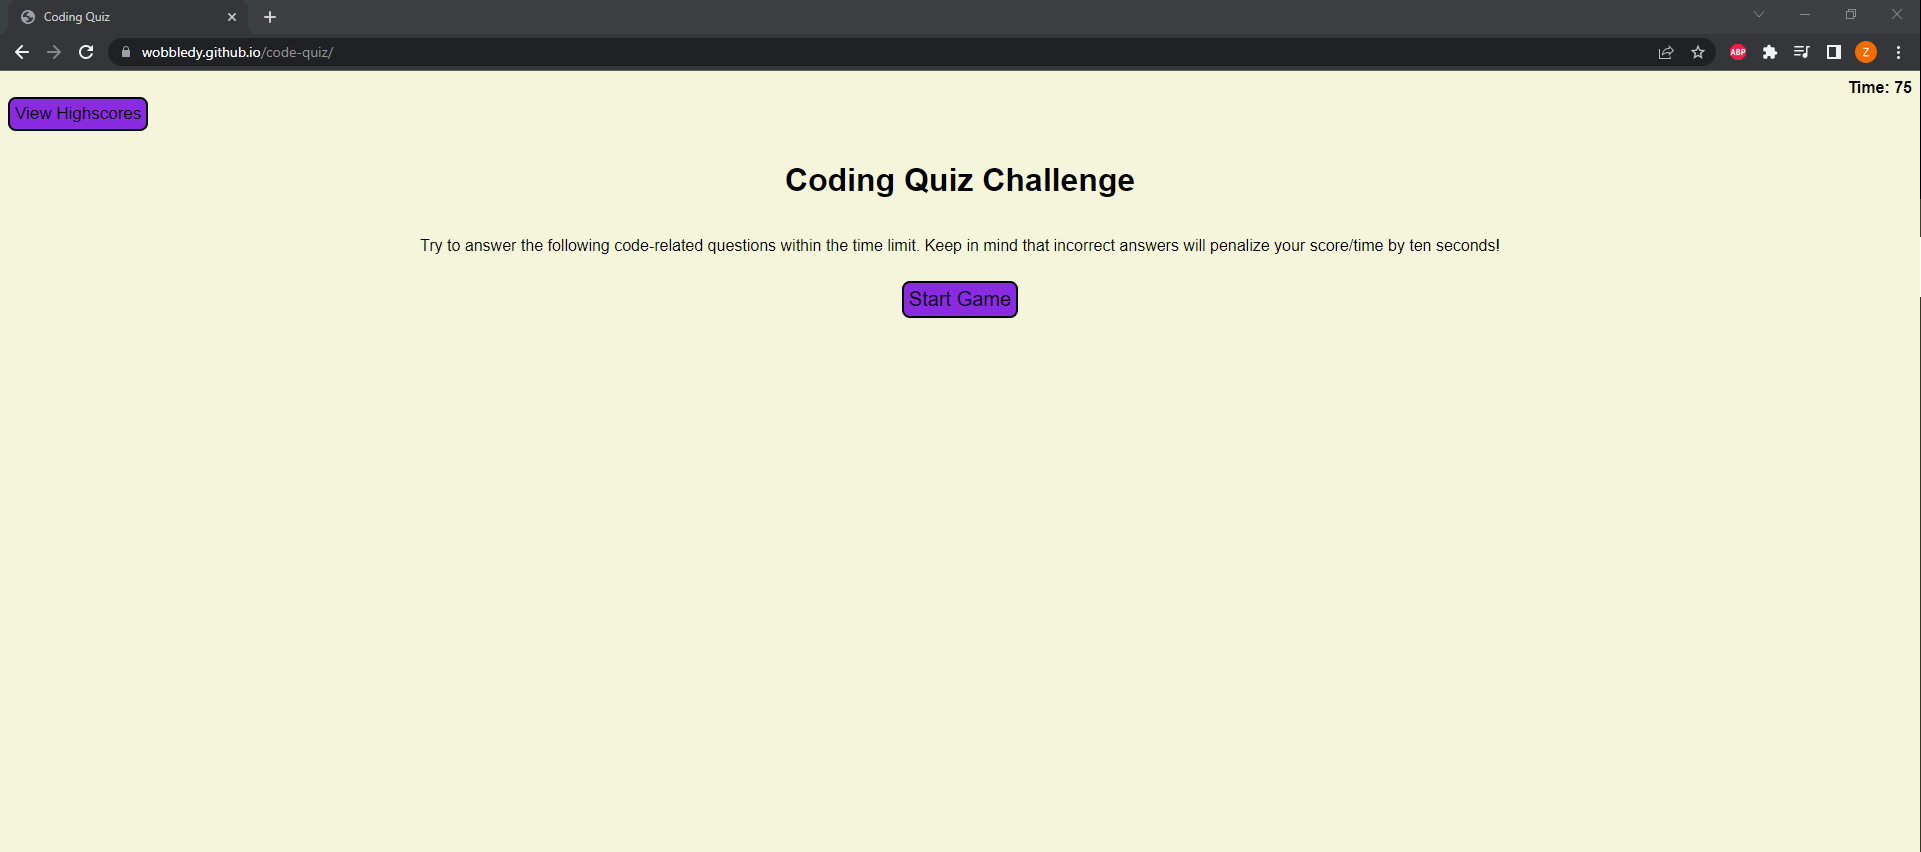 Coding Quiz
wobbledy.github.io/code-quiz/
ABP
Z
Time: 75
View Highscores
Coding Quiz Challenge
Try to answer the following code-related questions within the time limit. Keep in mind that incorrect answers will penalize your score/time by ten seconds!
Start Game